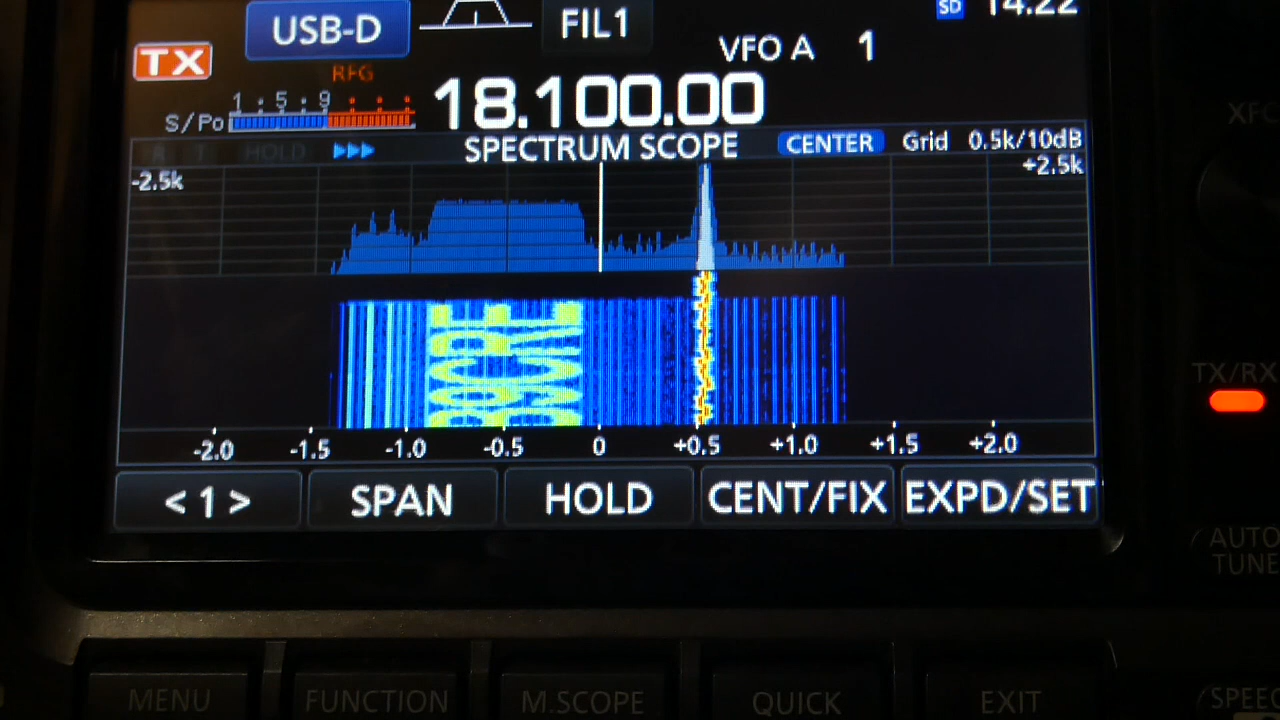 USB-D FIL1 SD 14:22
TX VFO A 1
RFG
1 : 5 : 9
S/Po 18.100.00
A T HOLD SPECTRUM SCOPE CENTER Grid 0.5k/10dB
-2.5k +2.5k
-2.0 -1.5 -1.0 -0.5 0 +0.5 +1.0 +1.5 +2.0
< 1 > SPAN HOLD CENT/FIX EXPD/SET
TX/RX
AUTO
TUNE
MENU FUNCTION M.SCOPE QUICK EXIT